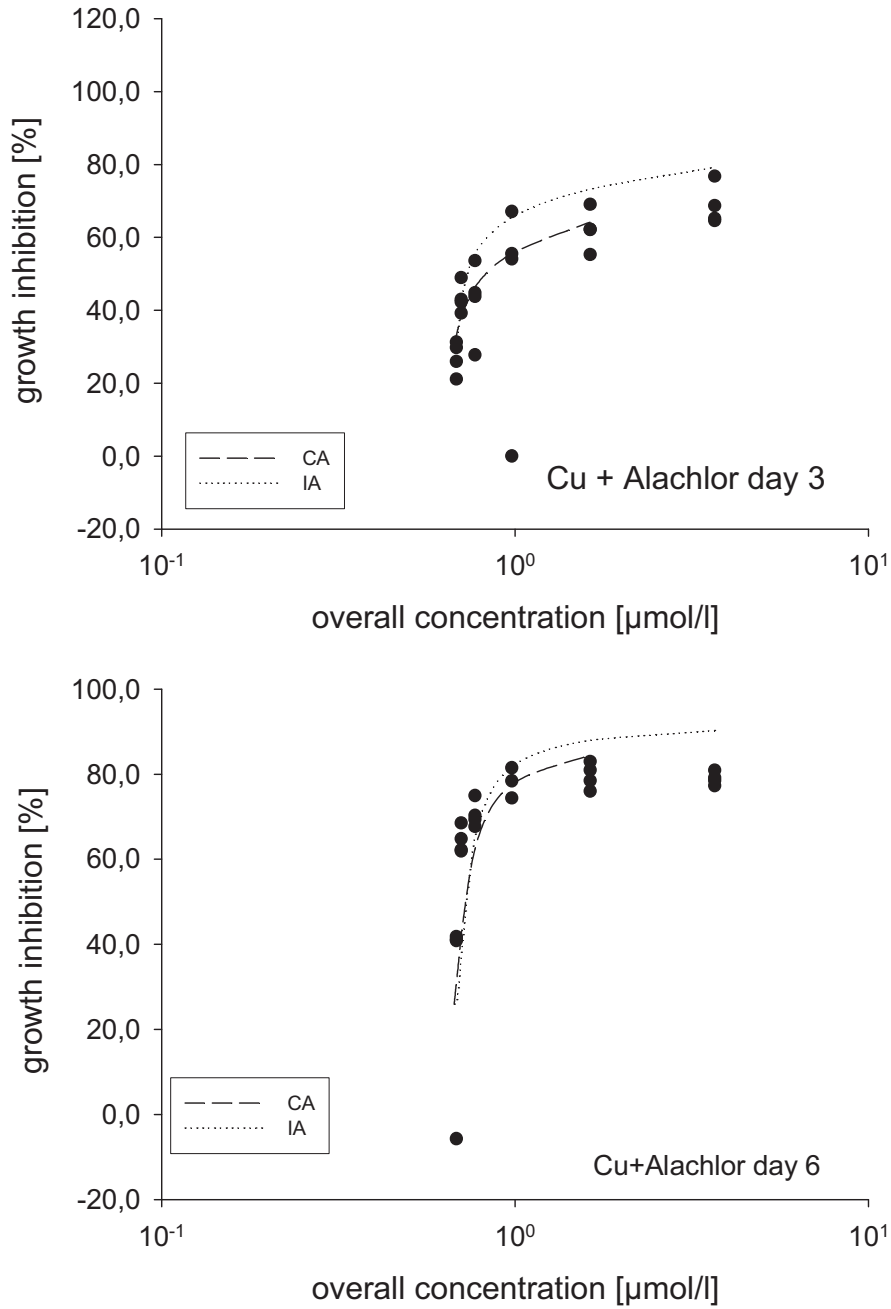 120,0
100,0
80,0
60,0
40,0
20,0
0,0
-20,0
growth inhibition [%]
CA
IA
Cu + Alachlor day 3
10-1
100
101
overall concentration [µmol/l]
100,0
80,0
60,0
40,0
20,0
0,0
-20,0
growth inhibition [%]
CA
IA
Cu+Alachlor day 6
10-1
100
101
overall concentration [µmol/l]